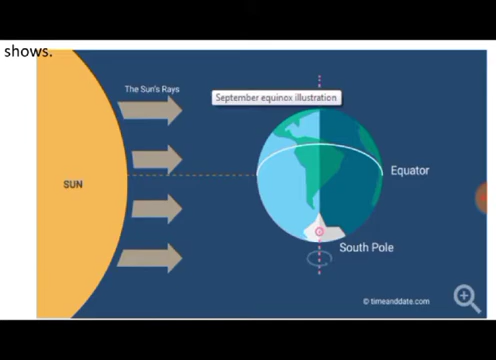 shows.
The Sun's Rays
September equinox illustration
SUN
Equator
South Pole
© timeanddate.com